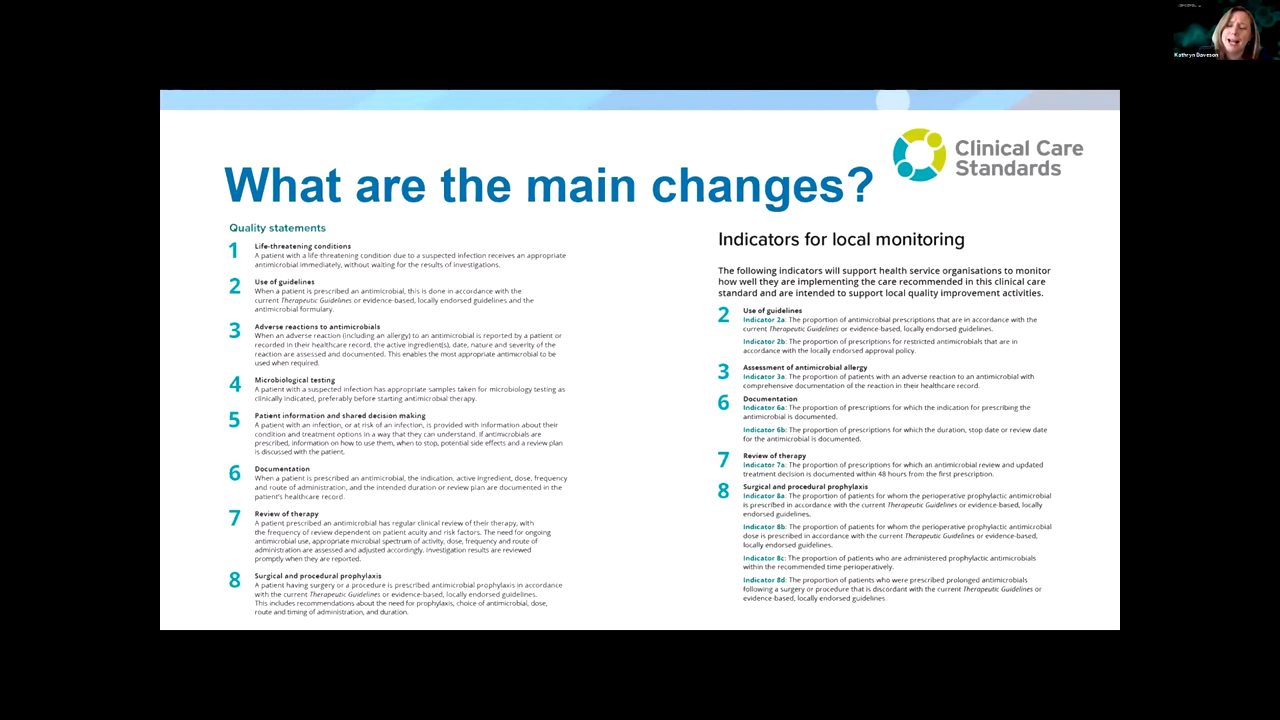 Kathryn Daveson
Clinical Care
Standards
What are the main changes?
Quality statements
1
Life-threatening conditions
A patient with a life-threatening condition due to a suspected infection receives an appropriate
antimicrobial immediately, without waiting for the results of investigations.
2
Use of guidelines
When a patient is prescribed an antimicrobial, this is done in accordance with the
current Therapeutic Guidelines or evidence-based, locally endorsed guidelines and the
antimicrobial formulary.
3
Adverse reactions to antimicrobials
When an adverse reaction (including an allergy) to an antimicrobial is reported by a patient or
recorded in their healthcare record, the active ingredient(s), date, nature and severity of the
reaction are assessed and documented. This enables the most appropriate antimicrobial to be
used when required.
4
Microbiological testing
A patient with a suspected infection has appropriate samples taken for microbiology testing as
clinically indicated, preferably before starting antimicrobial therapy.
5
Patient information and shared decision making
A patient with an infection, or at risk of an infection, is provided with information about their
condition and treatment options in a way that they can understand. If antimicrobials are
prescribed, information on how to use them, when to stop, potential side effects and a review plan
is discussed with the patient.
6
Documentation
When a patient is prescribed an antimicrobial, the indication, active ingredient, dose, frequency
and route of administration, and the intended duration or review plan are documented in the
patient's healthcare record.
7
Review of therapy
A patient prescribed an antimicrobial has regular clinical review of their therapy, with
the frequency of review dependent on patient acuity and risk factors. The need for ongoing
antimicrobial use, appropriate microbial spectrum of activity, dose, frequency and route of
administration are assessed and adjusted accordingly. Investigation results are reviewed
promptly when they are reported.
8
Surgical and procedural prophylaxis
A patient having surgery or a procedure is prescribed antimicrobial prophylaxis in accordance
with the current Therapeutic Guidelines or evidence-based, locally endorsed guidelines.
This includes recommendations about the need for prophylaxis, choice of antimicrobial, dose,
route and timing of administration, and duration.
Indicators for local monitoring
The following indicators will support health service organisations to monitor
how well they are implementing the care recommended in this clinical care
standard and are intended to support local quality improvement activities.
2
Use of guidelines
Indicator 2a: The proportion of antimicrobial prescriptions that are in accordance with the
current Therapeutic Guidelines or evidence-based, locally endorsed guidelines.
Indicator 2b: The proportion of prescriptions for restricted antimicrobials that are in
accordance with the locally endorsed approval policy.
3
Assessment of antimicrobial allergy
Indicator 3a: The proportion of patients with an adverse reaction to an antimicrobial with
comprehensive documentation of the reaction in their healthcare record.
6
Documentation
Indicator 6a: The proportion of prescriptions for which the indication for prescribing the
antimicrobial is documented.
Indicator 6b: The proportion of prescriptions for which the duration, stop date or review date
for the antimicrobial is documented.
7
Review of therapy
Indicator 7a: The proportion of prescriptions for which an antimicrobial review and updated
treatment decision is documented within 48 hours from the first prescription.
8
Surgical and procedural prophylaxis
Indicator 8a: The proportion of patients for whom the perioperative prophylactic antimicrobial
is prescribed in accordance with the current Therapeutic Guidelines or evidence-based, locally
endorsed guidelines.
Indicator 8b: The proportion of patients for whom the perioperative prophylactic antimicrobial
dose is prescribed in accordance with the current Therapeutic Guidelines or evidence-based,
locally endorsed guidelines.
Indicator 8c: The proportion of patients who are administered prophylactic antimicrobials
within the recommended time perioperatively.
Indicator 8d: The proportion of patients who were prescribed prolonged antimicrobials
following a surgery or procedure that is discordant with the current Therapeutic Guidelines or
evidence-based, locally endorsed guidelines.